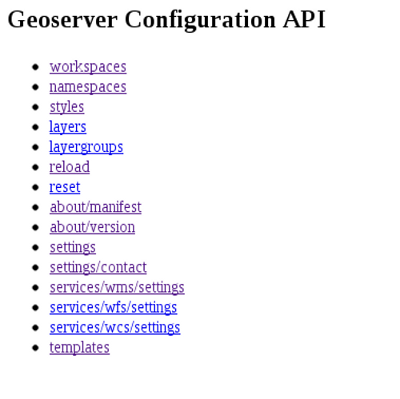 Geoserver Configuration API
workspaces
namespaces
styles
layers
layergroups
reload
reset
about/manifest
about/version
settings
settings/contact
services/wms/settings
services/wfs/settings
services/wcs/settings
templates